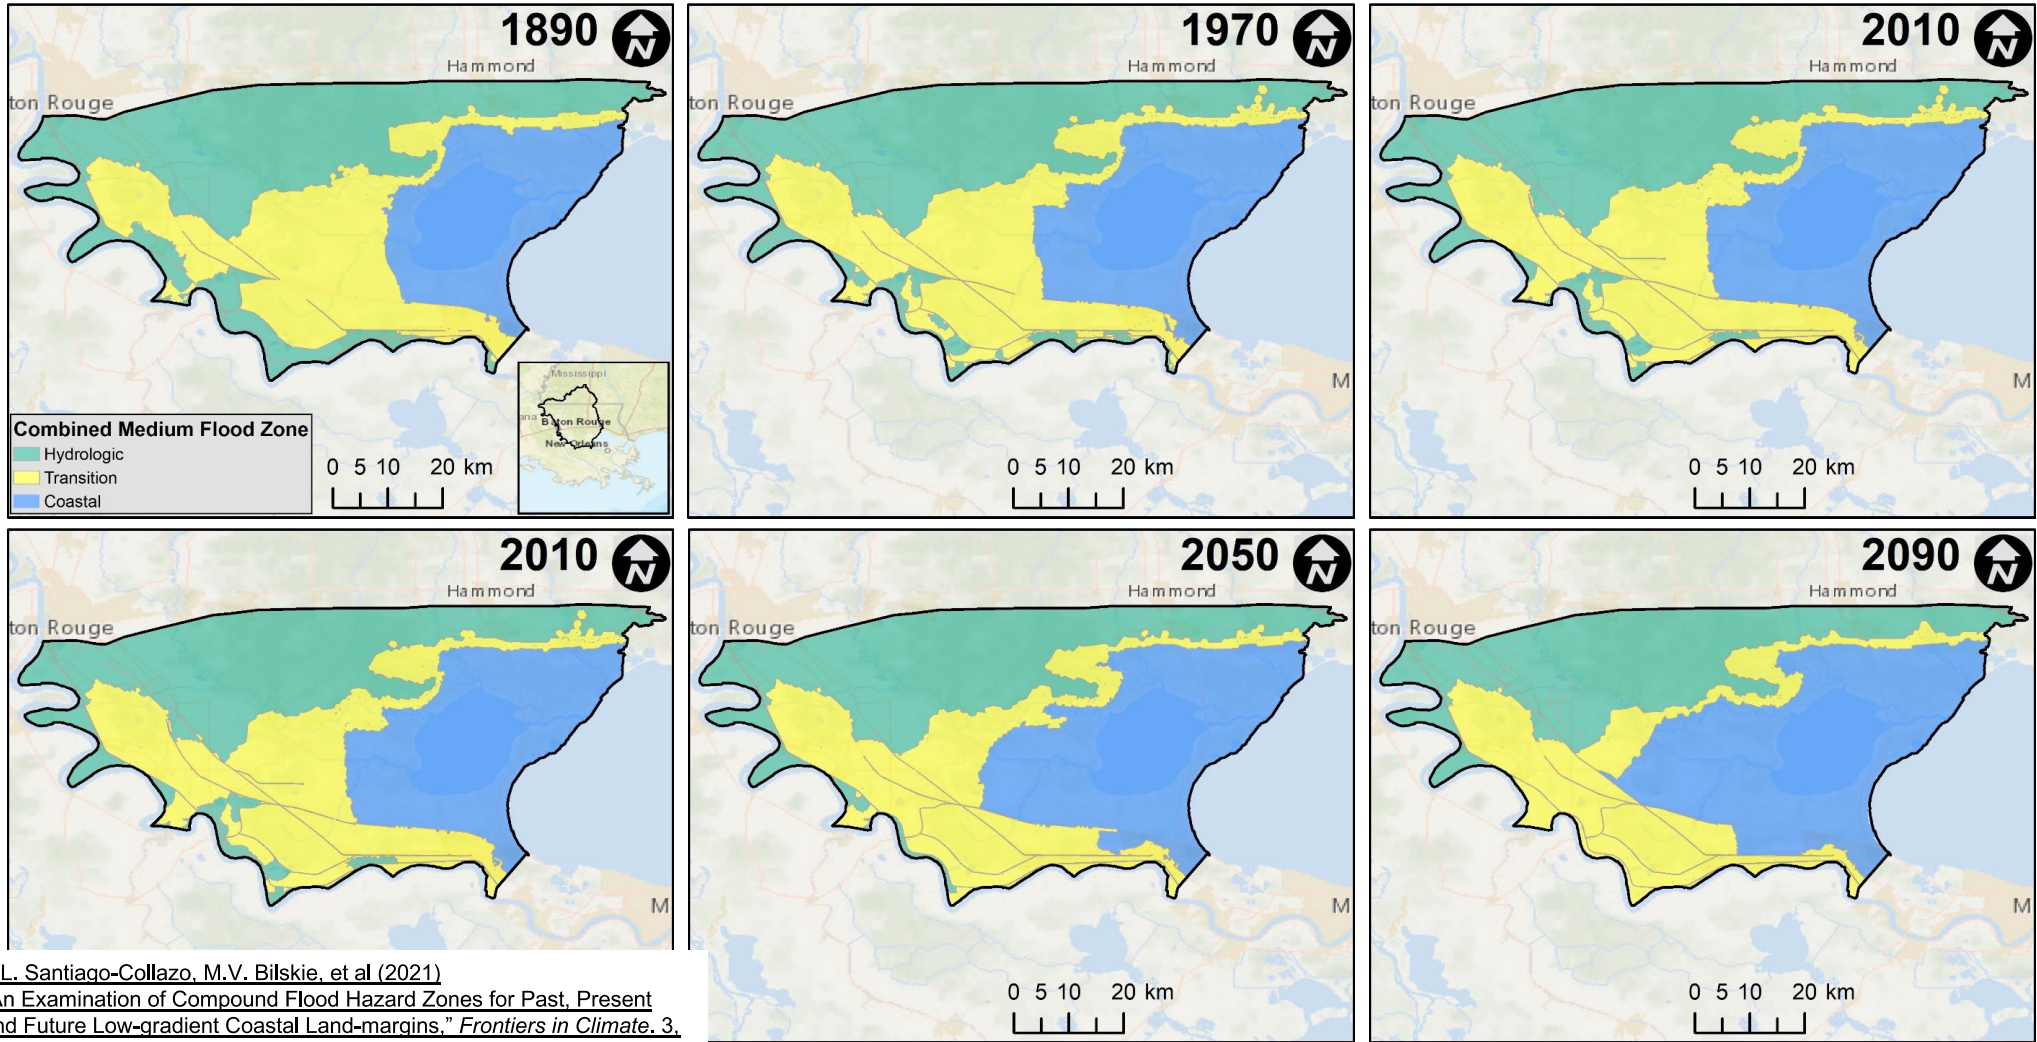 1890
N
Hammond
ton Rouge
Mississippi
ana
Baton Rouge
New Orleans
Combined Medium Flood Zone
Hydrologic
Transition
Coastal
0 5 10 20 km
1970
N
Hammond
ton Rouge
M
0 5 10 20 km
2010
N
Hammond
ton Rouge
M
0 5 10 20 km
2010
N
Hammond
ton Rouge
M
2050
N
Hammond
ton Rouge
M
0 5 10 20 km
2090
N
Hammond
ton Rouge
M
0 5 10 20 km
L. Santiago-Collazo, M.V. Bilskie, et al (2021)
An Examination of Compound Flood Hazard Zones for Past, Present
nd Future Low-gradient Coastal Land-margins,” Frontiers in Climate. 3,